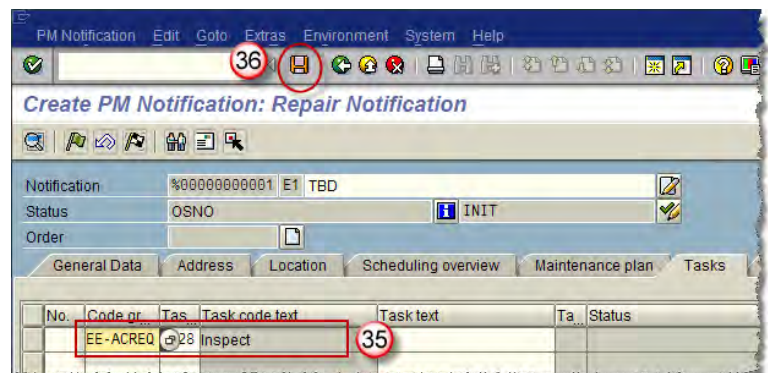 PM Notification Edit Goto Extras Environment System Help
36
Create PM Notification: Repair Notification
Notification %00000000001 E1 TBD
Status OSNO INIT
Order
General Data Address Location Scheduling overview Maintenance plan Tasks
No. Code gr... Tas... Task code text Task text Ta... Status
EE-ACREQ 28 Inspect 35